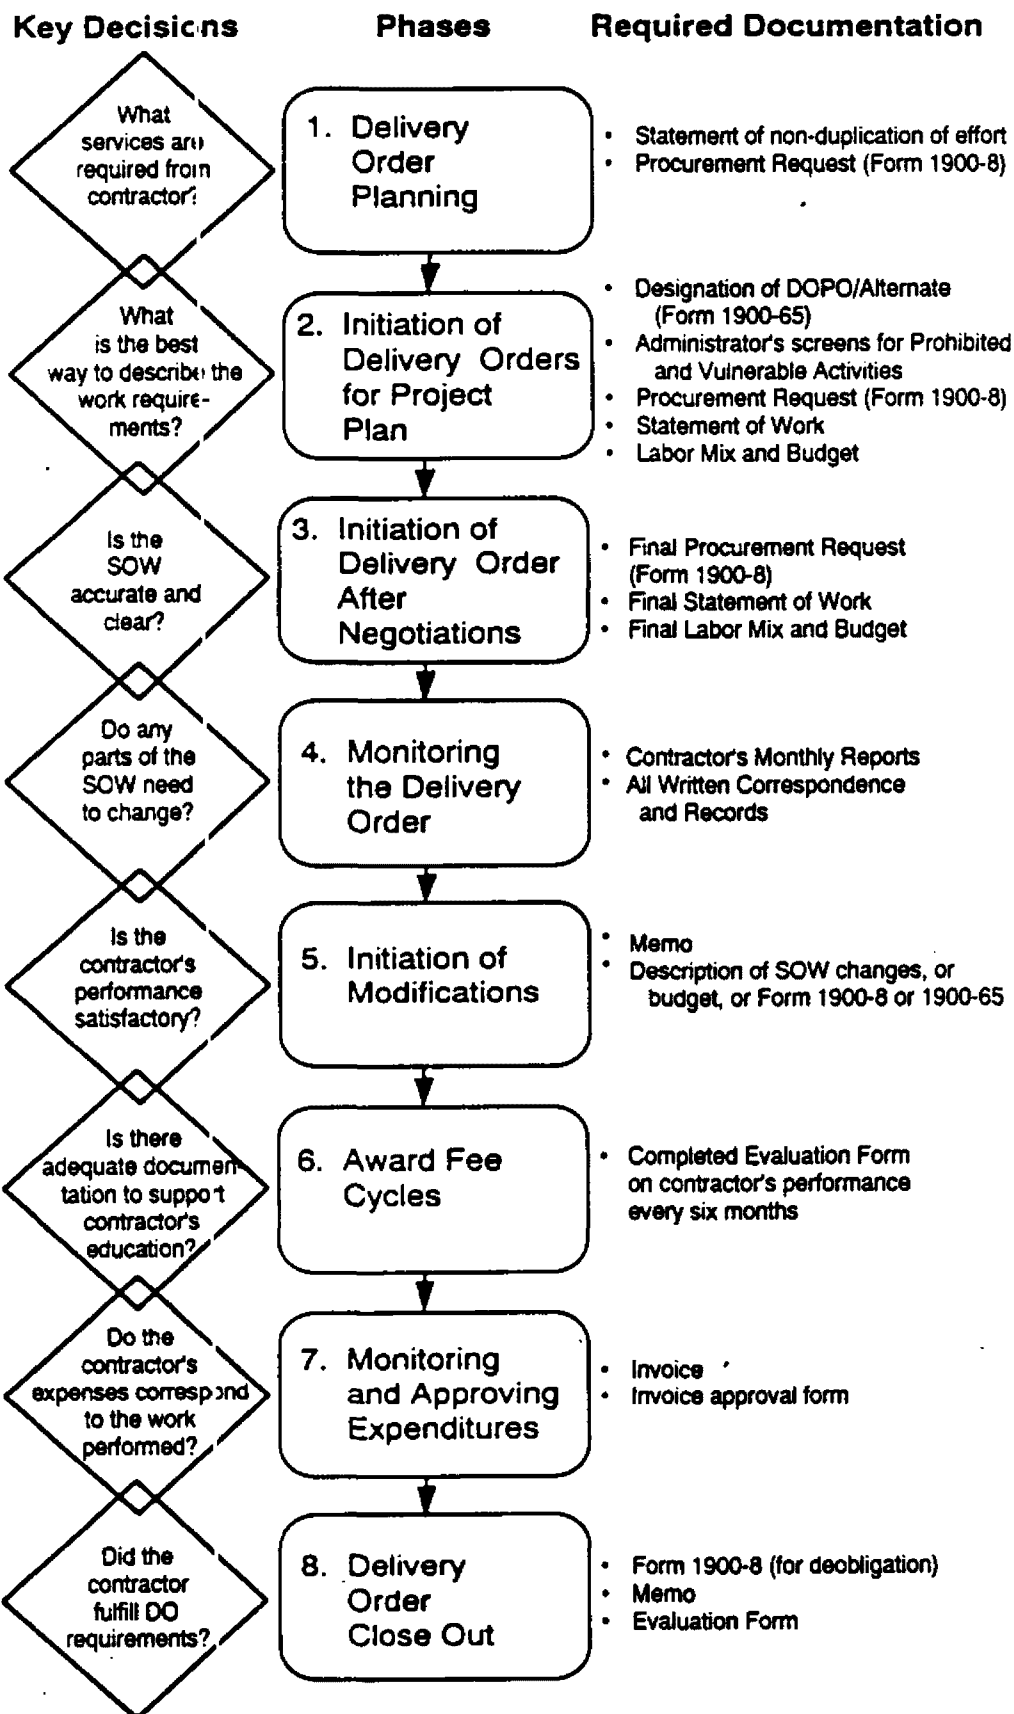 Key Decisions
Phases
Required Documentation
What
services are
required from
contractor?
1. Delivery
Order
Planning
• Statement of non-duplication of effort
• Procurement Request (Form 1900-8)
What
is the best
way to describe the
work require-
ments?
2. Initiation of
Delivery Orders
for Project
Plan
• Designation of DOPO/Alternate
(Form 1900-65)
• Administrator's screens for Prohibited
and Vulnerable Activities
• Procurement Request (Form 1900-8)
• Statement of Work
• Labor Mix and Budget
Is the
SOW
accurate and
clear?
3. Initiation of
Delivery Order
After
Negotiations
• Final Procurement Request
(Form 1900-8)
• Final Statement of Work
• Final Labor Mix and Budget
Do any
parts of the
SOW need
to change?
4. Monitoring
the Delivery
Order
• Contractor's Monthly Reports
• All Written Correspondence
and Records
Is the
contractor's
performance
satisfactory?
5. Initiation of
Modifications
• Memo
• Description of SOW changes, or
budget, or Form 1900-8 or 1900-65
Is there
adequate documen-
tation to support
contractor's
education?
6. Award Fee
Cycles
• Completed Evaluation Form
on contractor's performance
every six months
Do the
contractor's
expenses correspond
to the work
performed?
7. Monitoring
and Approving
Expenditures
• Invoice
• Invoice approval form
Did the
contractor
fulfill DO
requirements?
8. Delivery
Order
Close Out
• Form 1900-8 (for deobligation)
• Memo
• Evaluation Form